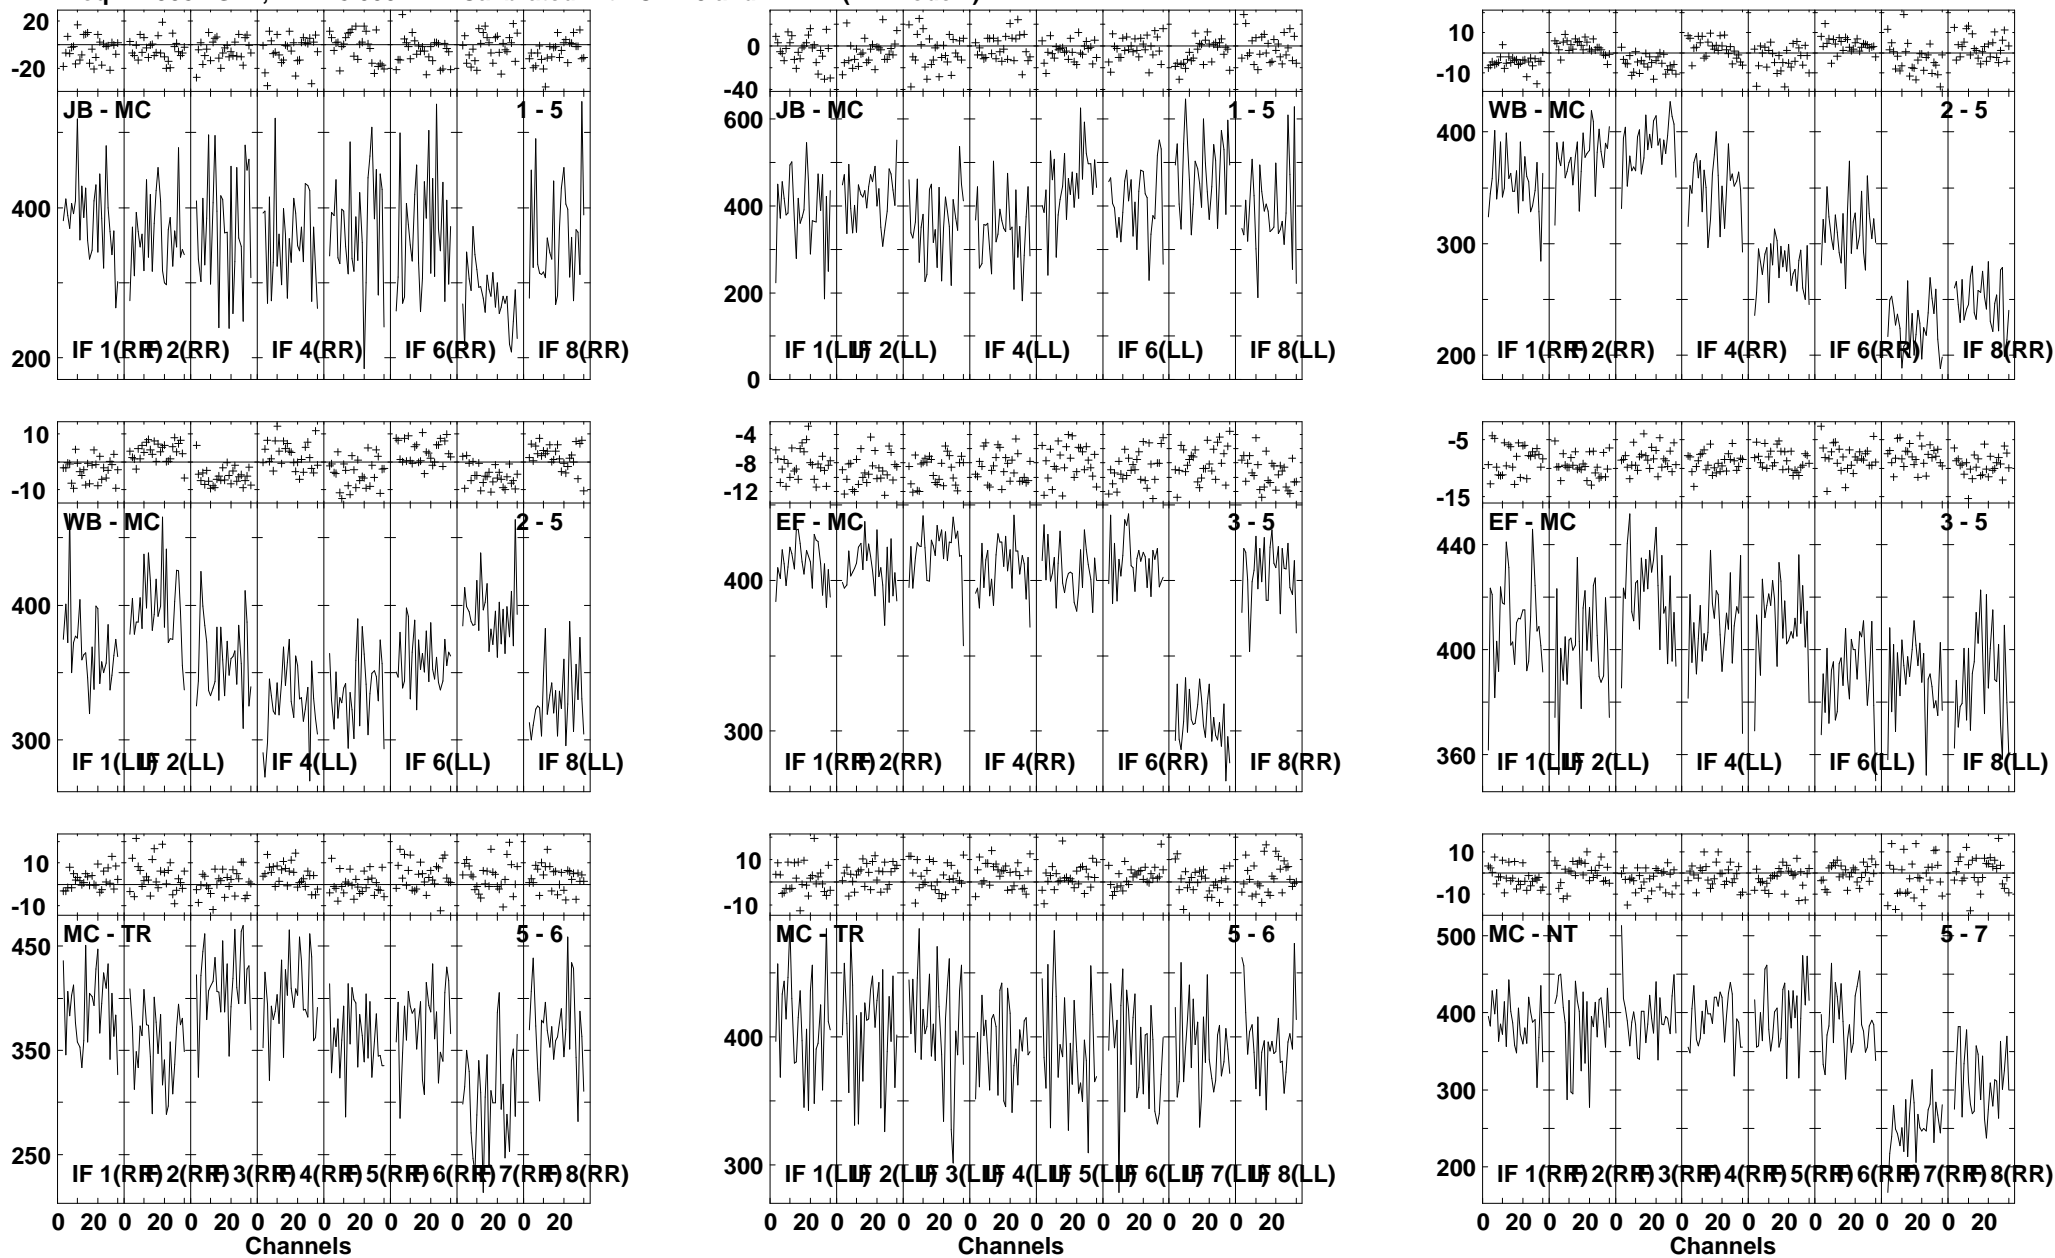 20
-20
JB - MC 1 - 5
400
200
IF 1(RR) IF 2(RR) IF 4(RR) IF 6(RR) IF 8(RR)
0
-40
JB - MC 1 - 5
600
400
200
0
IF 1(LL) IF 2(LL) IF 4(LL) IF 6(LL) IF 8(LL)
10
-10
WB - MC 2 - 5
400
300
200
IF 1(RR) IF 2(RR) IF 4(RR) IF 6(RR) IF 8(RR)
10
-10
WB - MC 2 - 5
400
300
IF 1(LL) IF 2(LL) IF 4(LL) IF 6(LL) IF 8(LL)
-4
-8
-12
EF - MC 3 - 5
400
300
IF 1(RR) IF 2(RR) IF 4(RR) IF 6(RR) IF 8(RR)
-5
-15
EF - MC 3 - 5
440
400
360
IF 1(LL) IF 2(LL) IF 4(LL) IF 6(LL) IF 8(LL)
10
-10
MC - TR 5 - 6
450
350
250
IF 1(RR) IF 2(RR) IF 3(RR) IF 4(RR) IF 5(RR) IF 6(RR) IF 7(RR) IF 8(RR)
0 20 0 20 0 20 0 20 0 20 0 20 0 20 0 20
Channels
10
-10
MC - TR 5 - 6
400
300
IF 1(LL) IF 2(LL) IF 3(LL) IF 4(LL) IF 5(LL) IF 6(LL) IF 7(LL) IF 8(LL)
0 20 0 20 0 20 0 20 0 20 0 20 0 20 0 20
Channels
10
-10
MC - NT 5 - 7
500
400
300
200
IF 1(RR) IF 2(RR) IF 3(RR) IF 4(RR) IF 5(RR) IF 6(RR) IF 7(RR) IF 8(RR)
0 20 0 20 0 20 0 20 0 20 0 20 0 20 0 20
Channels